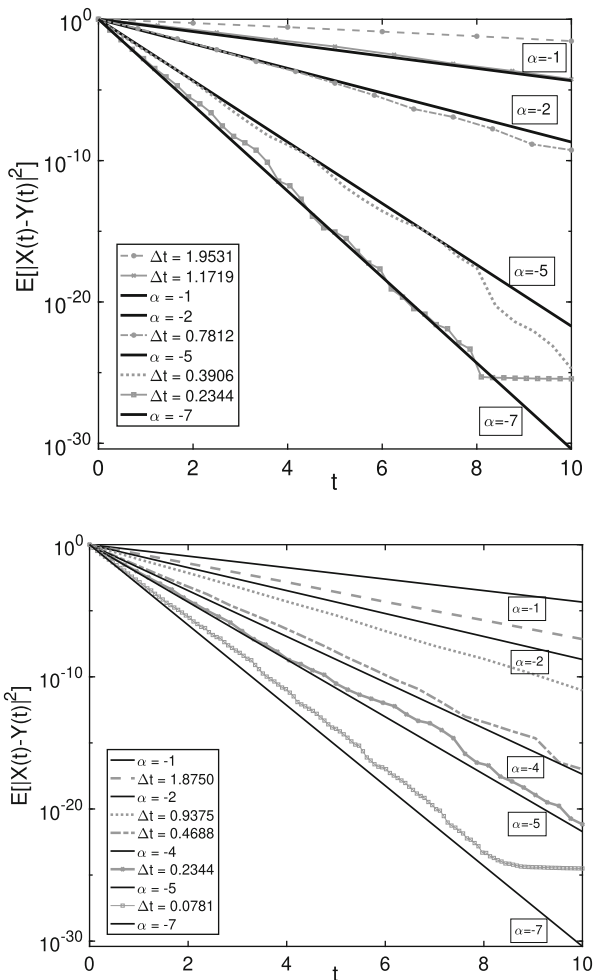 10^0
10^-10
10^-20
10^-30
E[|X(t)-Y(t)|^2]
α=-1
α=-2
α=-5
α=-7
Δt = 1.9531
Δt = 1.1719
α = -1
α = -2
Δt = 0.7812
α = -5
Δt = 0.3906
Δt = 0.2344
α = -7
0 2 4 6 8 10
t
10^0
10^-10
10^-20
10^-30
E[|X(t)-Y(t)|^2]
α=-1
α=-2
α=-4
α=-5
α=-7
α = -1
Δt = 1.8750
α = -2
Δt = 0.9375
Δt = 0.4688
α = -4
Δt = 0.2344
α = -5
Δt = 0.0781
α = -7
0 2 4 6 8 10
t